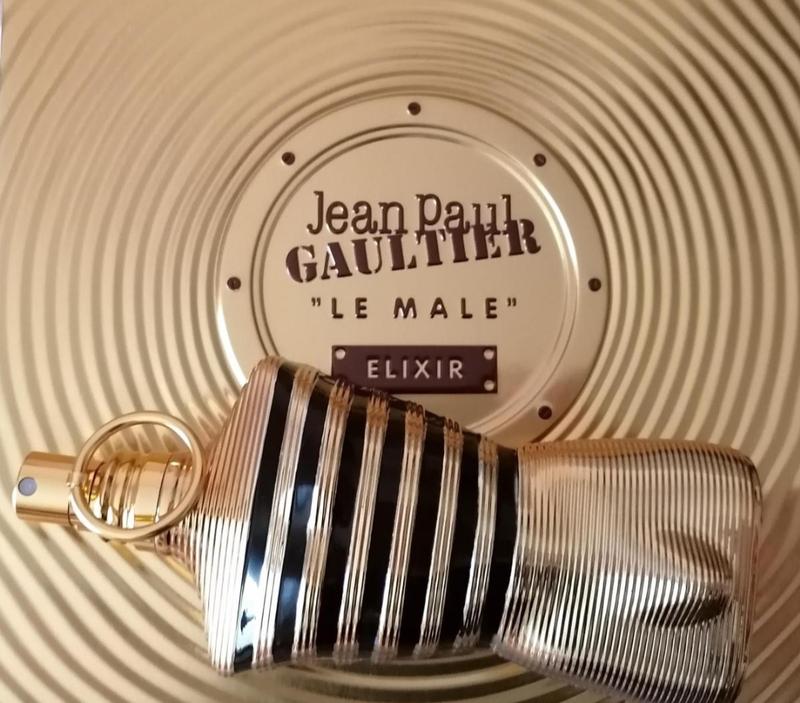 Jean Paul
GAULTIER
"LE MALE"
ELIXIR